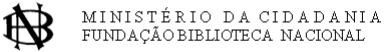 MINISTÉRIO DA CIDADANIA
FUNDAÇÃO BIBLIOTECA NACIONAL